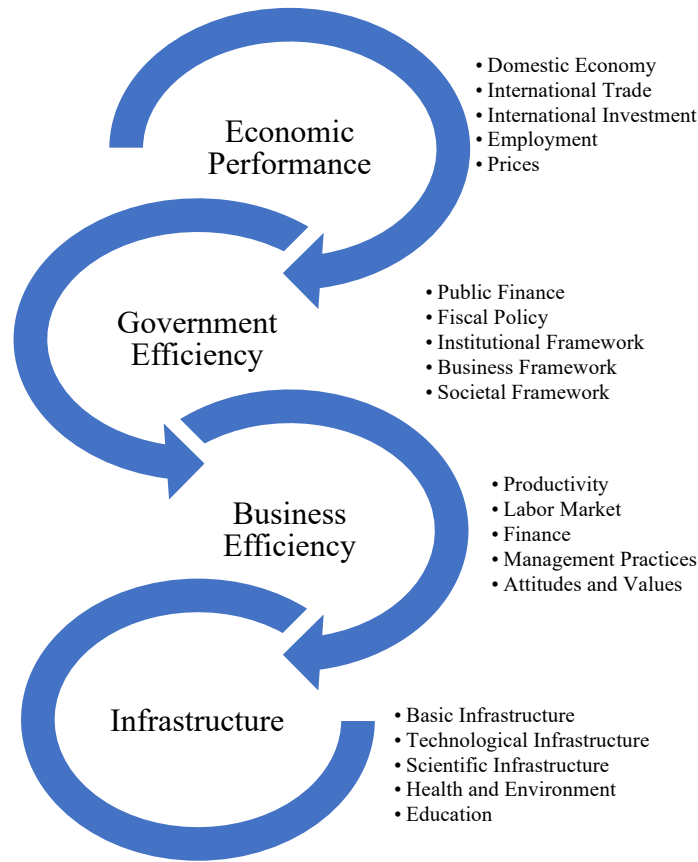 Economic
Performance
• Domestic Economy
• International Trade
• International Investment
• Employment
• Prices
Government
Efficiency
• Public Finance
• Fiscal Policy
• Institutional Framework
• Business Framework
• Societal Framework
Business
Efficiency
• Productivity
• Labor Market
• Finance
• Management Practices
• Attitudes and Values
Infrastructure
• Basic Infrastructure
• Technological Infrastructure
• Scientific Infrastructure
• Health and Environment
• Education